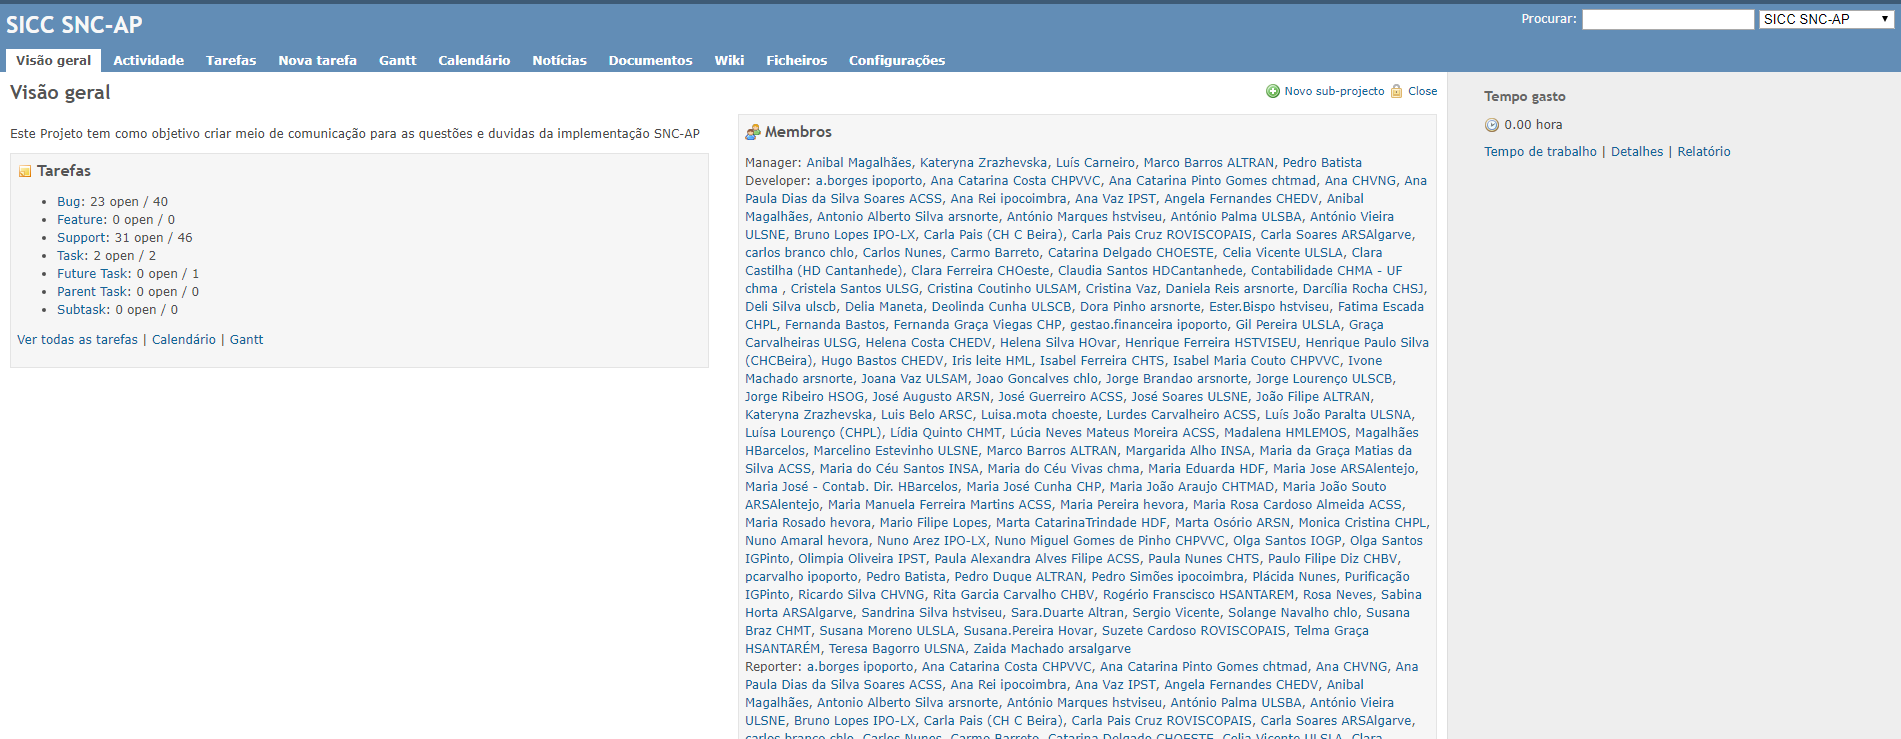 SICC SNC-AP
Procurar:
SICC SNC-AP
Visão geral Actividade Tarefas Nova tarefa Gantt Calendário Notícias Documentos Wiki Ficheiros Configurações
Visão geral
Novo sub-projecto Close
Este Projeto tem como objetivo criar meio de comunicação para as questões e duvidas da implementação SNC-AP
Tarefas
Bug: 23 open / 40
Feature: 0 open / 0
Support: 31 open / 46
Task: 2 open / 2
Future Task: 0 open / 1
Parent Task: 0 open / 0
Subtask: 0 open / 0
Ver todas as tarefas | Calendário | Gantt
Membros
Manager: Anibal Magalhães, Kateryna Zrazhevska, Luís Carneiro, Marco Barros ALTRAN, Pedro Batista
Developer: a.borges ipoporto, Ana Catarina Costa CHPVVC, Ana Catarina Pinto Gomes chtmad, Ana CHVNG, Ana
Paula Dias da Silva Soares ACSS, Ana Rei ipocoimbra, Ana Vaz IPST, Angela Fernandes CHEDV, Anibal
Magalhães, Antonio Alberto Silva arsnorte, António Marques hstviseu, António Palma ULSBA, António Vieira
ULSNE, Bruno Lopes IPO-LX, Carla Pais (CH C Beira), Carla Pais Cruz ROVISCOPAIS, Carla Soares ARSAlgarve,
carlos branco chlo, Carlos Nunes, Carmo Barreto, Catarina Delgado CHOESTE, Celia Vicente ULSLA, Clara
Castilha (HD Cantanhede), Clara Ferreira CHOeste, Claudia Santos HDCantanhede, Contabilidade CHMA - UF
chma , Cristela Santos ULSG, Cristina Coutinho ULSAM, Cristina Vaz, Daniela Reis arsnorte, Darcília Rocha CHSJ,
Deli Silva ulscb, Delia Maneta, Deolinda Cunha ULSCB, Dora Pinho arsnorte, Ester.Bispo hstviseu, Fatima Escada
CHPL, Fernanda Bastos, Fernanda Graça Viegas CHP, gestao.financeira ipoporto, Gil Pereira ULSLA, Graça
Carvalheiras ULSG, Helena Costa CHEDV, Helena Silva HOvar, Henrique Ferreira HSTVISEU, Henrique Paulo Silva
(CHCBeira), Hugo Bastos CHEDV, Iris leite HML, Isabel Ferreira CHTS, Isabel Maria Couto CHPVVC, Ivone
Machado arsnorte, Joana Vaz ULSAM, Joao Goncalves chlo, Jorge Brandao arsnorte, Jorge Lourenço ULSCB,
Jorge Ribeiro HSOG, José Augusto ARSN, José Guerreiro ACSS, José Soares ULSNE, João Filipe ALTRAN,
Kateryna Zrazhevska, Luis Belo ARSC, Luisa.mota choeste, Lurdes Carvalheiro ACSS, Luís João Paralta ULSNA,
Luísa Lourenço (CHPL), Lídia Quinto CHMT, Lúcia Neves Mateus Moreira ACSS, Madalena HMLEMOS, Magalhães
HBarcelos, Marcelino Estevinho ULSNE, Marco Barros ALTRAN, Margarida Alho INSA, Maria da Graça Matias da
Silva ACSS, Maria do Céu Santos INSA, Maria do Céu Vivas chma, Maria Eduarda HDF, Maria Jose ARSAlentejo,
Maria José - Contab. Dir. HBarcelos, Maria José Cunha CHP, Maria João Araujo CHTMAD, Maria João Souto
ARSAlentejo, Maria Manuela Ferreira Martins ACSS, Maria Pereira hevora, Maria Rosa Cardoso Almeida ACSS,
Maria Rosado hevora, Mario Filipe Lopes, Marta CatarinaTrindade HDF, Marta Osório ARSN, Monica Cristina CHPL,
Nuno Amaral hevora, Nuno Arez IPO-LX, Nuno Miguel Gomes de Pinho CHPVVC, Olga Santos IOGP, Olga Santos
IGPinto, Olimpia Oliveira IPST, Paula Alexandra Alves Filipe ACSS, Paula Nunes CHTS, Paulo Filipe Diz CHBV,
pcarvalho ipoporto, Pedro Batista, Pedro Duque ALTRAN, Pedro Simões ipocoimbra, Plácida Nunes, Purificação
IGPinto, Ricardo Silva CHVNG, Rita Garcia Carvalho CHBV, Rogério Franscisco HSANTAREM, Rosa Neves, Sabina
Horta ARSAlgarve, Sandrina Silva hstviseu, Sara.Duarte Altran, Sergio Vicente, Solange Navalho chlo, Susana
Braz CHMT, Susana Moreno ULSLA, Susana.Pereira Hovar, Suzete Cardoso ROVISCOPAIS, Telma Graça
HSANTARÉM, Teresa Bagorro ULSNA, Zaida Machado arsalgarve
Reporter: a.borges ipoporto, Ana Catarina Costa CHPVVC, Ana Catarina Pinto Gomes chtmad, Ana CHVNG, Ana
Paula Dias da Silva Soares ACSS, Ana Rei ipocoimbra, Ana Vaz IPST, Angela Fernandes CHEDV, Anibal
Magalhães, Antonio Alberto Silva arsnorte, António Marques hstviseu, António Palma ULSBA, António Vieira
ULSNE, Bruno Lopes IPO-LX, Carla Pais (CH C Beira), Carla Pais Cruz ROVISCOPAIS, Carla Soares ARSAlgarve,
carlos branco chlo, Carlos Nunes, Carmo Barreto, Catarina Delgado CHOESTE, Celia Vicente ULSLA, Clara
Tempo gasto
0.00 hora
Tempo de trabalho | Detalhes | Relatório